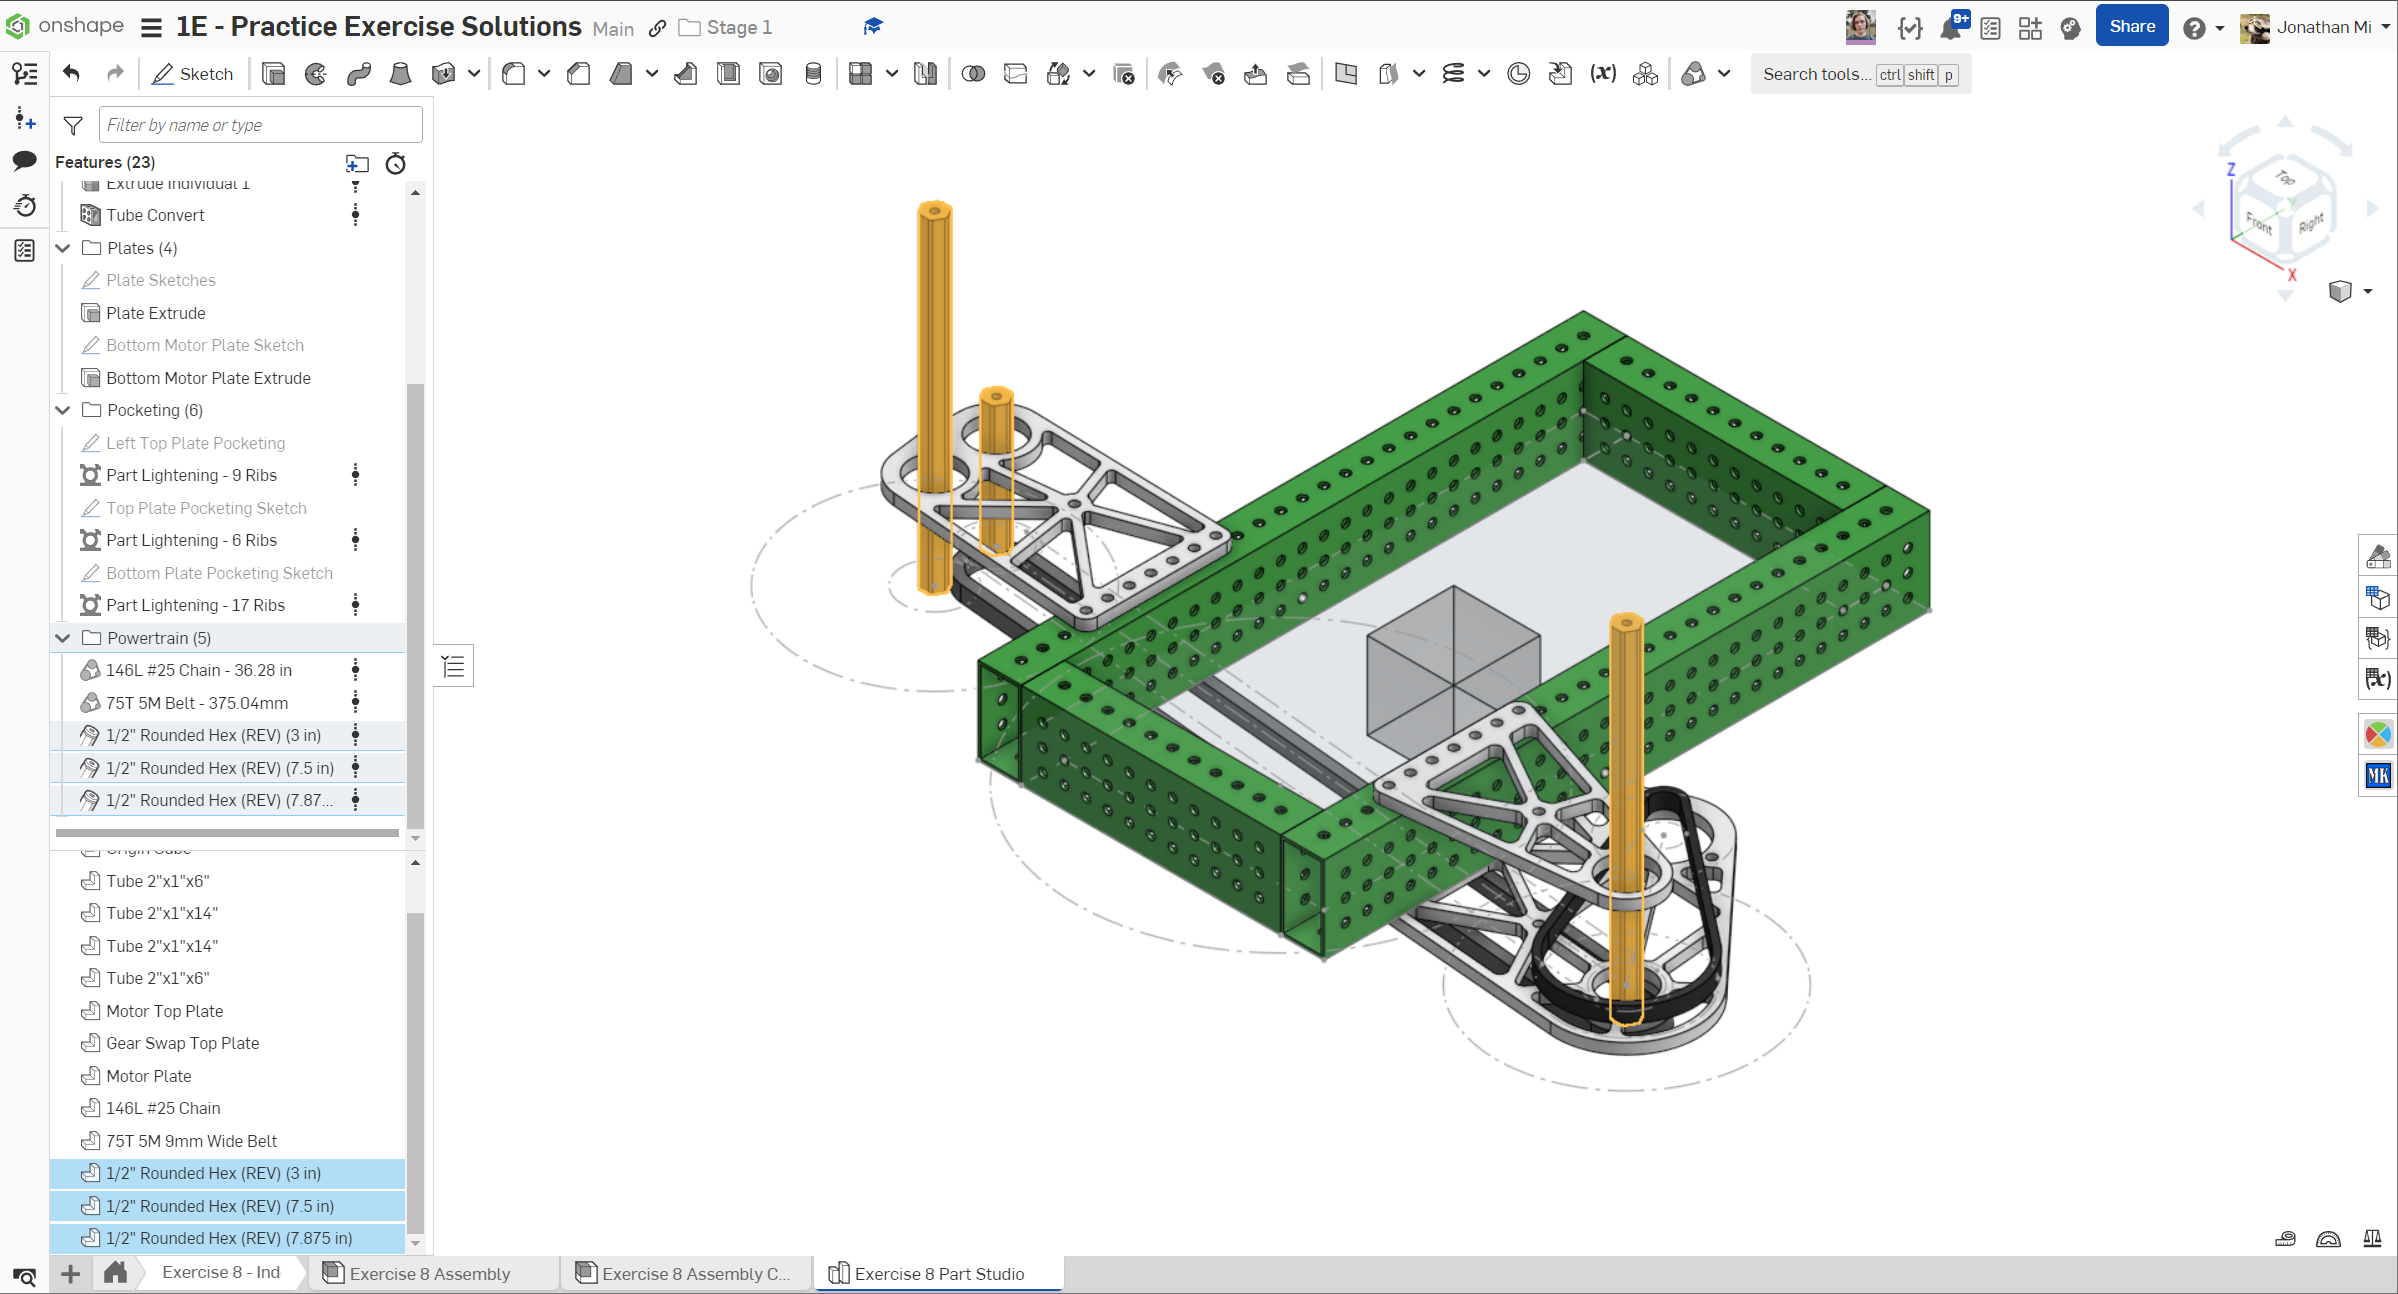 onshape
1E - Practice Exercise Solutions Main Stage 1
9+
Share
Jonathan Mi
Sketch
(x)
Search tools... ctrl shift p
Filter by name or type
Features (23)
Extrude individual 1
Tube Convert
Plates (4)
Plate Sketches
Plate Extrude
Bottom Motor Plate Sketch
Bottom Motor Plate Extrude
Pocketing (6)
Left Top Plate Pocketing
Part Lightening - 9 Ribs
Top Plate Pocketing Sketch
Part Lightening - 6 Ribs
Bottom Plate Pocketing Sketch
Part Lightening - 17 Ribs
Powertrain (5)
146L #25 Chain - 36.28 in
75T 5M Belt - 375.04mm
1/2" Rounded Hex (REV) (3 in)
1/2" Rounded Hex (REV) (7.5 in)
1/2" Rounded Hex (REV) (7.87...
Origin Cube
Tube 2"x1"x6"
Tube 2"x1"x14"
Tube 2"x1"x14"
Tube 2"x1"x6"
Motor Top Plate
Gear Swap Top Plate
Motor Plate
146L #25 Chain
75T 5M 9mm Wide Belt
1/2" Rounded Hex (REV) (3 in)
1/2" Rounded Hex (REV) (7.5 in)
1/2" Rounded Hex (REV) (7.875 in)
Z
Top
Front
Right
X
(x)
MK
Exercise 8 - Ind
Exercise 8 Assembly
Exercise 8 Assembly C...
Exercise 8 Part Studio